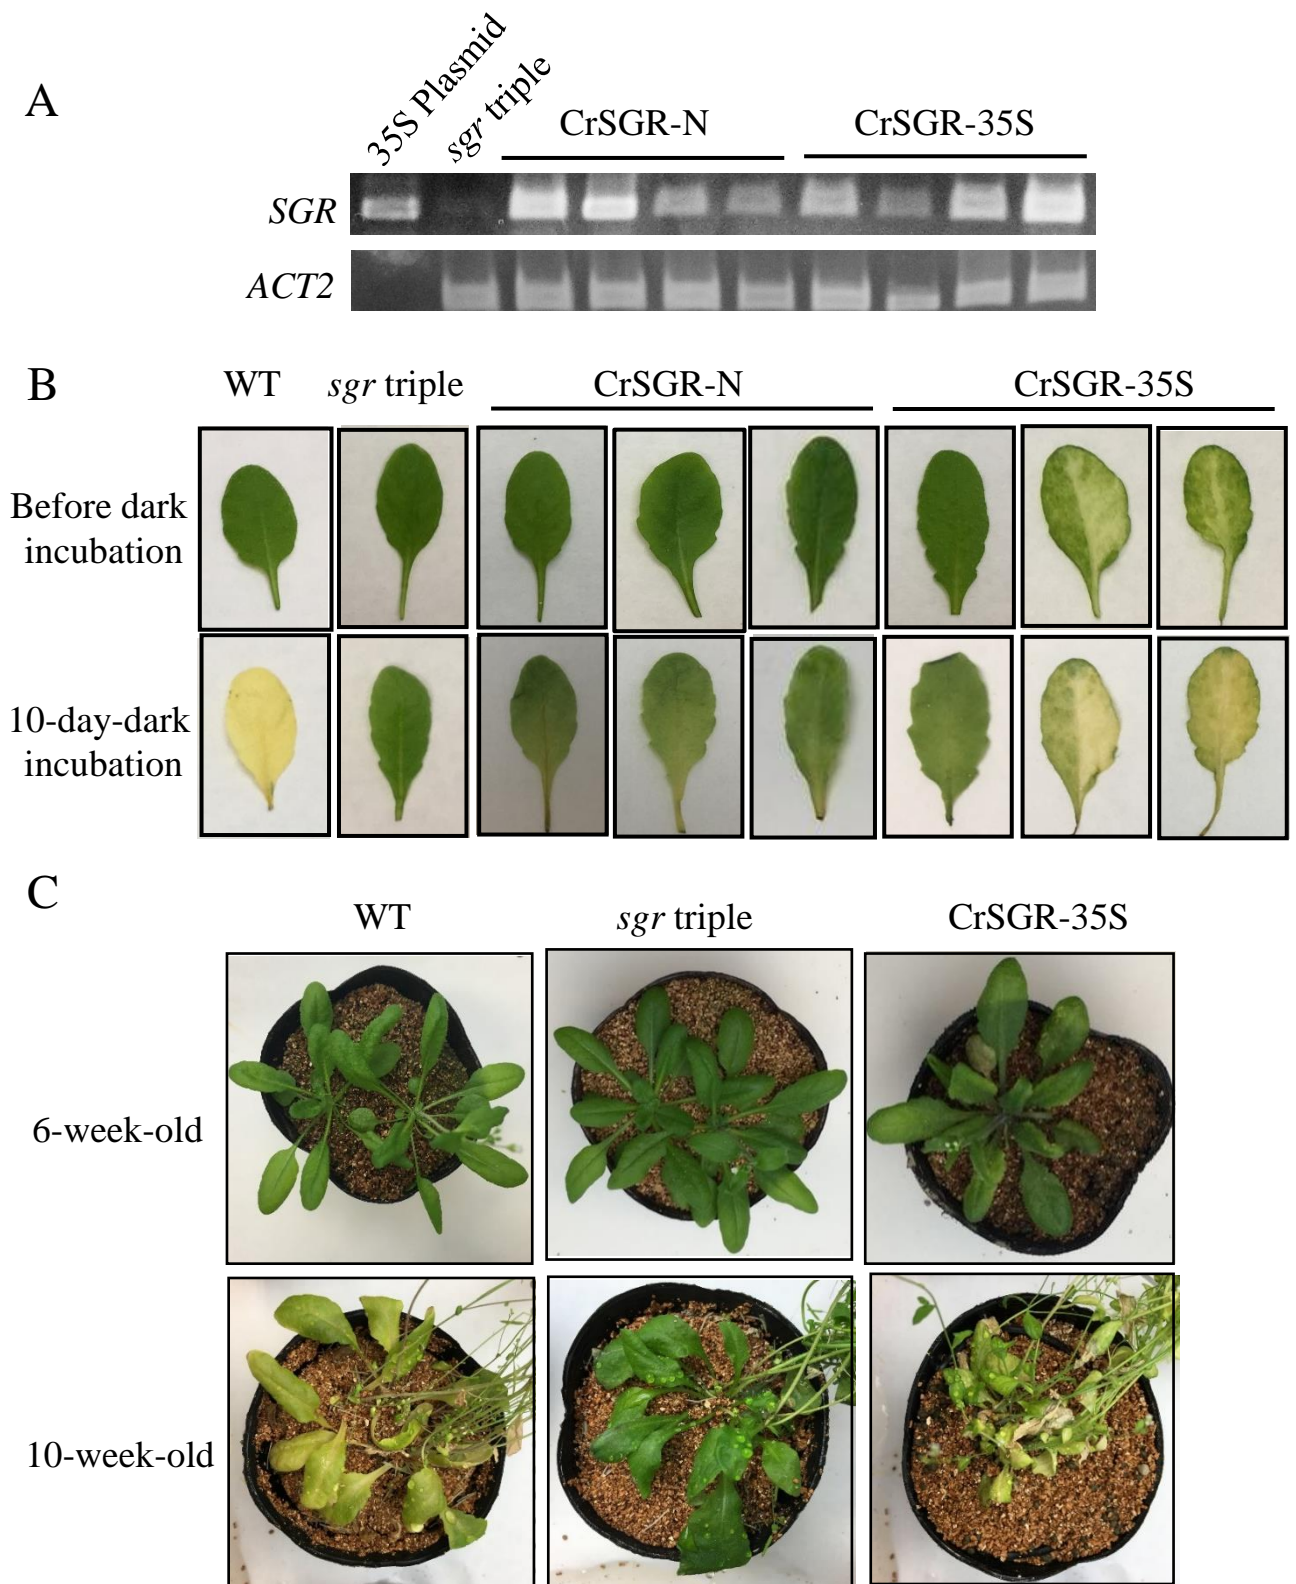 A
35S Plasmid
sgr triple
CrSGR-N
CrSGR-35S
SGR
ACT2
B
WT
sgr triple
CrSGR-N
CrSGR-35S
Before dark
incubation
10-day-dark
incubation
C
WT
sgr triple
CrSGR-35S
6-week-old
10-week-old